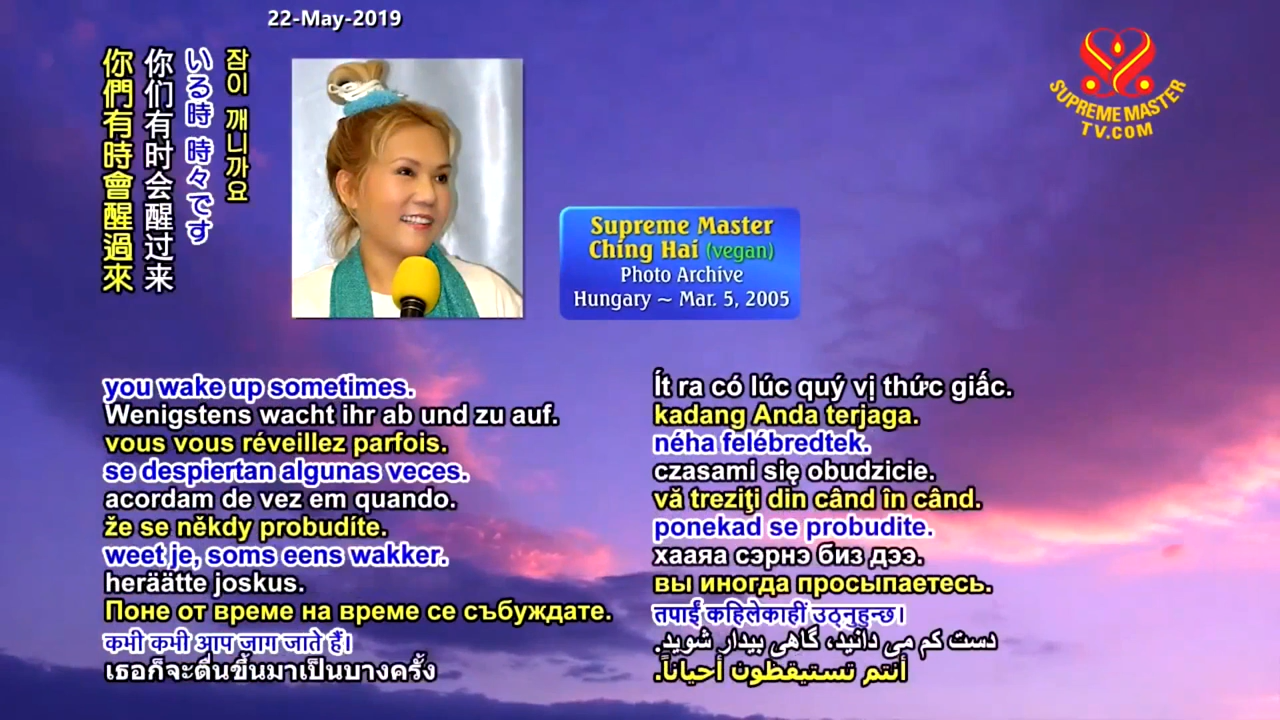 22-May-2019
잠이 깨니까요
いる時 時々です
你们有时会醒过来
你們有時會醒過來
SUPREME MASTER
TV.COM
Supreme Master
Ching Hai (vegan)
Photo Archive
Hungary ~ Mar. 5, 2005
you wake up sometimes.
Wenigstens wacht ihr ab und zu auf.
vous vous réveillez parfois.
se despiertan algunas veces.
acordam de vez em quando.
že se někdy probudíte.
weet je, soms eens wakker.
heräätte joskus.
Поне от време на време се събуждате.
कभी कभी आप जाग जाते हैं।
เธอก็จะตื่นขึ้นมาเป็นบางครั้ง
Ít ra có lúc quý vị thức giấc.
kadang Anda terjaga.
néha felébredtek.
czasami się obudzicie.
vă treziţi din când în când.
ponekad se probudite.
хааяа сэрнэ биз дээ.
вы иногда просыпаетесь.
तपाईं कहिलेकाहीं उठ्नुहुन्छ।
دست کم می دانید، گاهی بیدار شوید.
أنتم تستيقظون أحياناً.